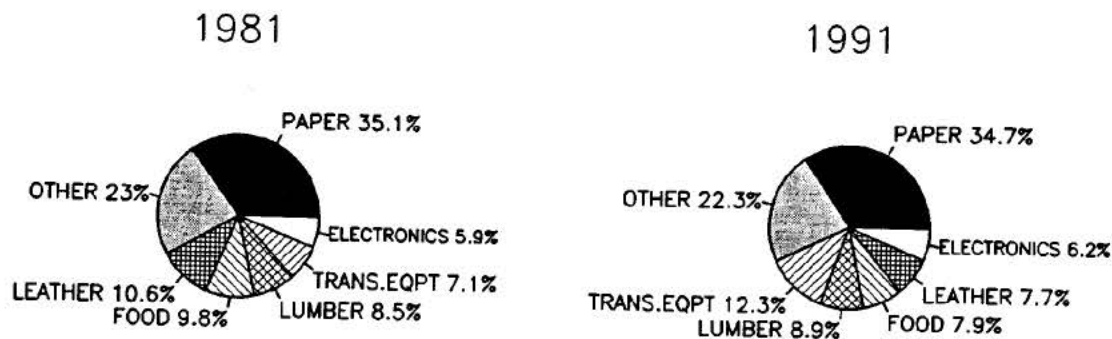 1981
PAPER 35.1%
OTHER 23%
ELECTRONICS 5.9%
TRANS.EQPT 7.1%
LEATHER 10.6%
FOOD 9.8%
LUMBER 8.5%
1991
PAPER 34.7%
OTHER 22.3%
ELECTRONICS 6.2%
LEATHER 7.7%
TRANS.EQPT 12.3%
FOOD 7.9%
LUMBER 8.9%